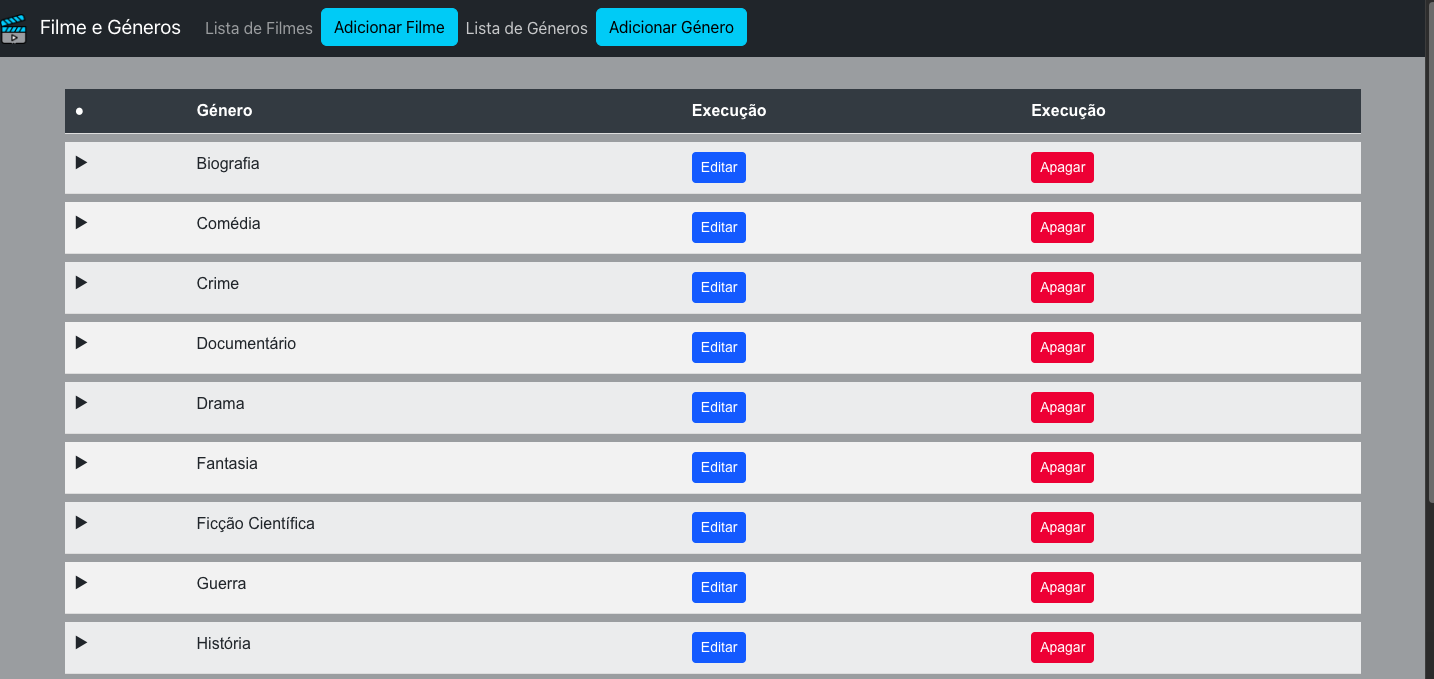 Filme e Géneros Lista de Filmes Adicionar Filme Lista de Géneros Adicionar Género
● Género Execução Execução
▶ Biografia Editar Apagar
▶ Comédia Editar Apagar
▶ Crime Editar Apagar
▶ Documentário Editar Apagar
▶ Drama Editar Apagar
▶ Fantasia Editar Apagar
▶ Ficção Científica Editar Apagar
▶ Guerra Editar Apagar
▶ História Editar Apagar